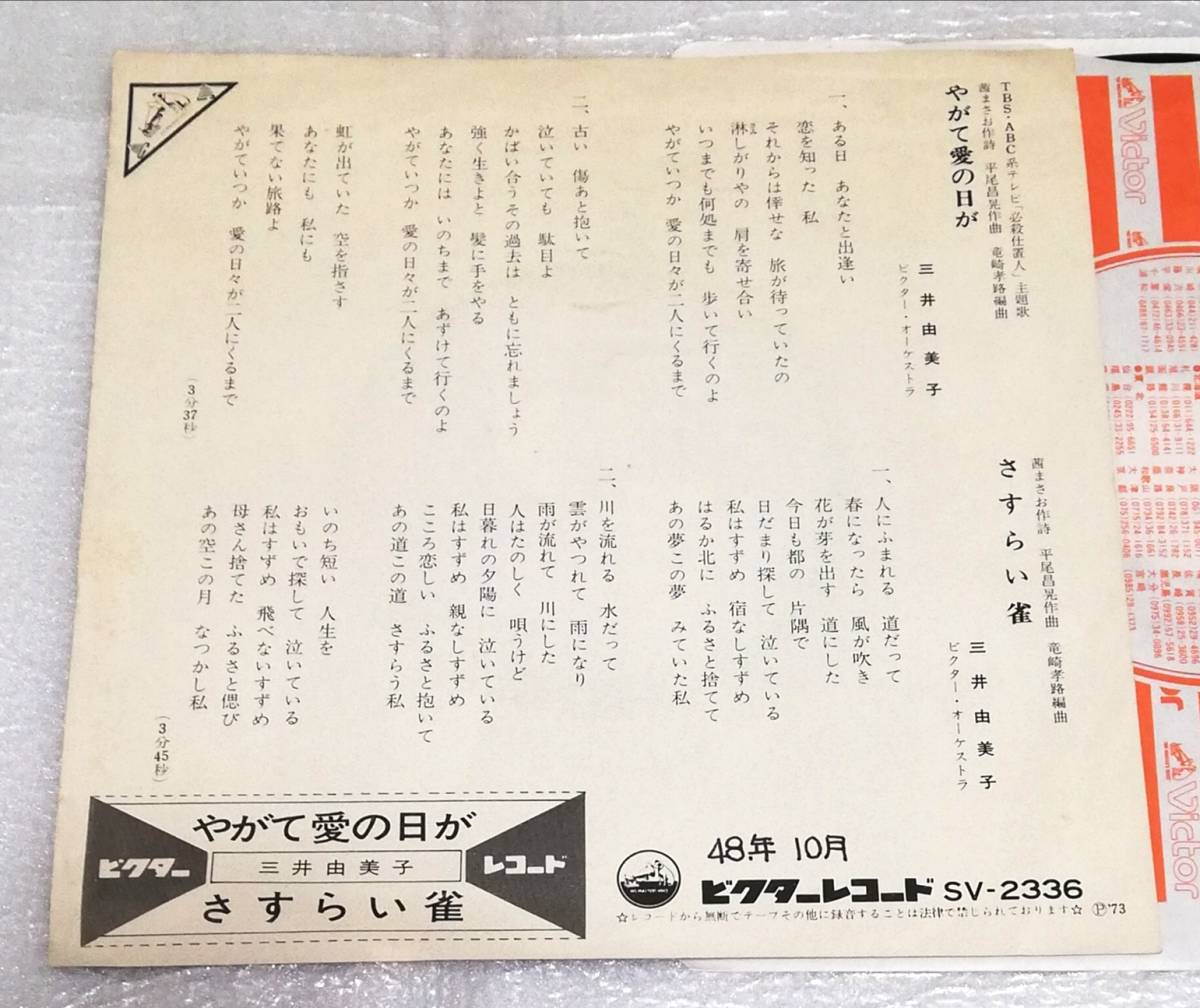 TBS・ABC系テレビ「必殺仕置人」主題歌
茜まさお作詩 平尾昌晃作曲 竜崎孝路編曲
やがて愛の日が
三井由美子
ビクター・オーケストラ
一、ある日 あなたと出逢い
恋を知った 私
それからは倖せな 旅が待っていたの
淋しがりやの 肩を寄せ合い
いつまでも何処までも 歩いて行くのよ
やがていつか 愛の日々が二人にくるまで
二、古い 傷あと抱いて
泣いていても 駄目よ
かばい合うその過去は ともに忘れましょう
強く生きよと 髪に手をやる
あなたには いのちまで あずけて行くのよ
やがていつか 愛の日々が二人にくるまで
虹が出ていた 空を指さす
あなたにも 私にも
果てない旅路よ
やがていつか 愛の日々が二人にくるまで
(3分37秒)
茜まさお作詩 平尾昌晃作曲 竜崎孝路編曲
さすらい雀
三井由美子
ビクター・オーケストラ
一、人にふまれる 道だって
春になったら 風が吹き
花が芽を出す 道にした
今日も都の 片隅で
日だまり探して 泣いている
私はすずめ 宿なしすずめ
はるか北に ふるさと捨てて
あの夢この夢 みていた私
二、川を流れる 水だって
雲がやつれて 雨になり
雨が流れて 川にした
人はたのしく 唄うけど
日暮れの夕陽に 泣いている
私はすずめ 親なしすずめ
こころ恋しい ふるさと抱いて
あの道この道 さすらう私
いのち短い 人生を
おもいで探して 泣いている
私はすずめ 飛べないすずめ
母さん捨てた ふるさと偲び
あの空この月 なつかし私
(3分45秒)
やがて愛の日が
ビクター 三井由美子 レコード
さすらい雀
48.年 10月
ビクターレコード SV-2336
☆レコードから無断でテープその他に録音することは法律で禁じられております☆ Ⓟ'73
Victor
Victor